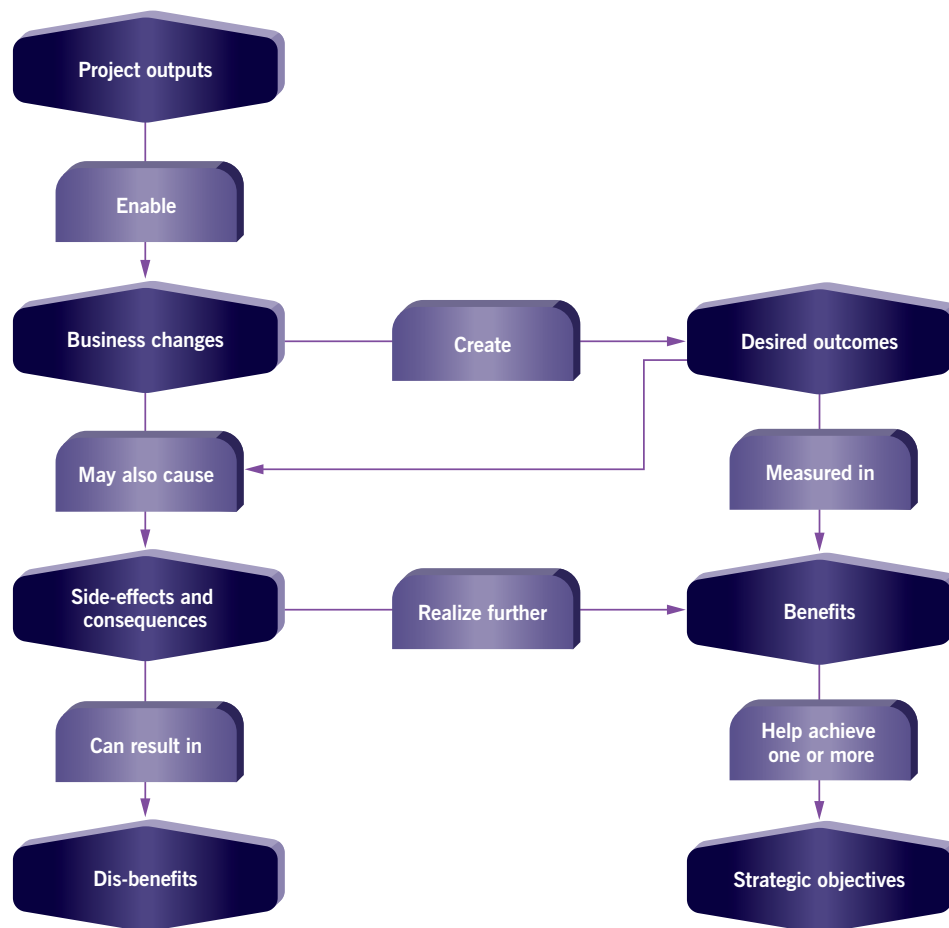 Project outputs
Enable
Business changes
Create
Desired outcomes
May also cause
Measured in
Side-effects and
consequences
Realize further
Benefits
Can result in
Help achieve
one or more
Dis-benefits
Strategic objectives